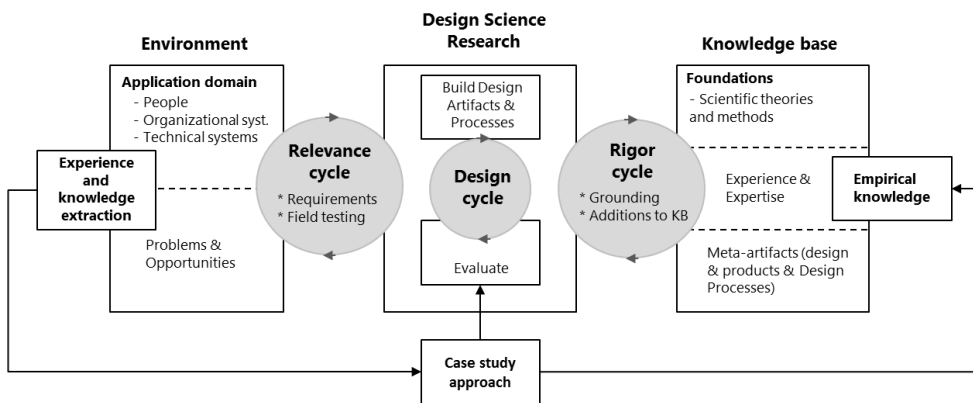 Environment
Design Science
Research
Knowledge base
Application domain
- People
- Organizational syst.
- Technical systems
Experience and
knowledge
extraction
Problems &
Opportunities
Relevance
cycle
* Requirements
* Field testing
Build Design
Artifacts &
Processes
Design
cycle
Evaluate
Rigor
cycle
* Grounding
* Additions to KB
Foundations
- Scientific theories
and methods
Experience &
Expertise
Empirical
knowledge
Meta-artifacts (design
& products & Design
Processes)
Case study
approach